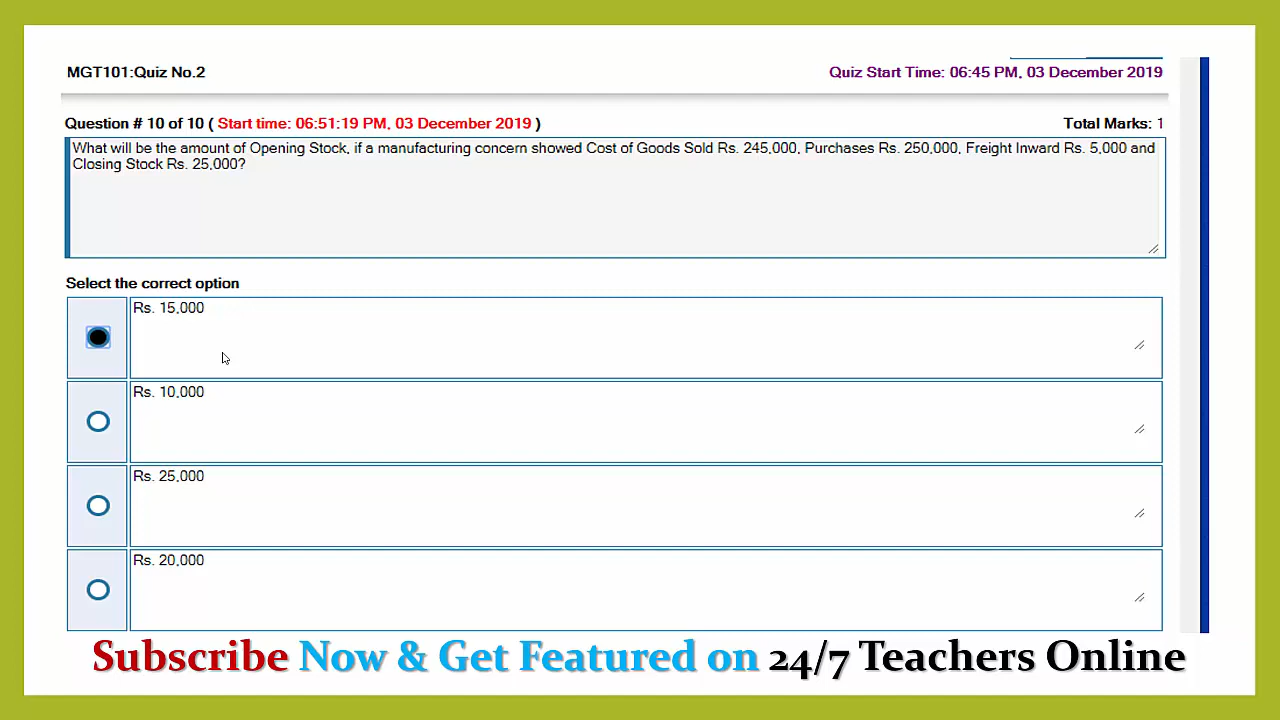 MGT101:Quiz No.2
Quiz Start Time: 06:45 PM, 03 December 2019
Question # 10 of 10 ( Start time: 06:51:19 PM, 03 December 2019 )
Total Marks: 1
What will be the amount of Opening Stock, if a manufacturing concern showed Cost of Goods Sold Rs. 245,000, Purchases Rs. 250,000, Freight Inward Rs. 5,000 and
Closing Stock Rs. 25,000?
Select the correct option
Rs. 15,000
Rs. 10,000
Rs. 25,000
Rs. 20,000
Subscribe Now & Get Featured on 24/7 Teachers Online